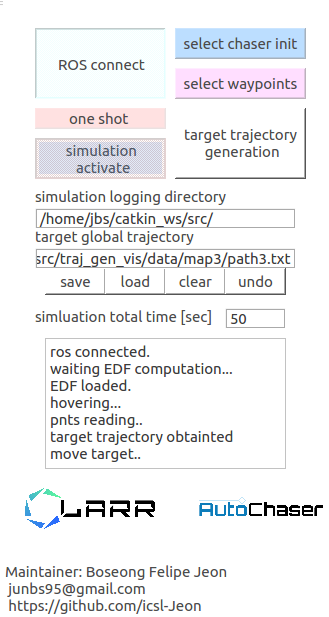 ROS connect
select chaser init
select waypoints
one shot
simulation
activate
target trajectory
generation
simulation logging directory
/home/jbs/catkin_ws/src/
target global trajectory
src/traj_gen_vis/data/map3/path3.txt
save load clear undo
simluation total time [sec] 50
ros connected.
waiting EDF computation...
EDF loaded.
hovering...
pnts reading..
target trajectory obtainted
move target..
LARR
AutoChaser
Maintainer: Boseong Felipe Jeon
junbs95@gmail.com
https://github.com/icsl-Jeon